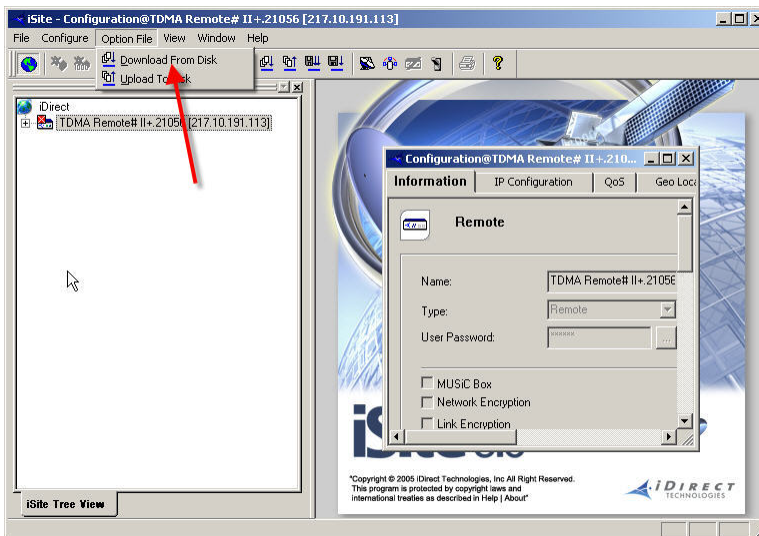 iSite - Configuration@TDMA Remote# II+.21056 [217.10.191.113]
File Configure Option File View Window Help
Download From Disk
Upload To Disk
iDirect
TDMA Remote# II+.21056 [217.10.191.113]
Configuration@TDMA Remote# II+.210...
Information IP Configuration QoS Geo Loca
Remote
Name: TDMA Remote# II+.21056
Type: Remote
User Password: ****** ...
MUSiC Box
Network Encryption
Link Encryption
"Copyright © 2005 iDirect Technologies, Inc All Right Reserved.
This program is protected by copyright laws and
international treaties as described in Help | About"
iDIRECT
TECHNOLOGIES
iSite Tree View